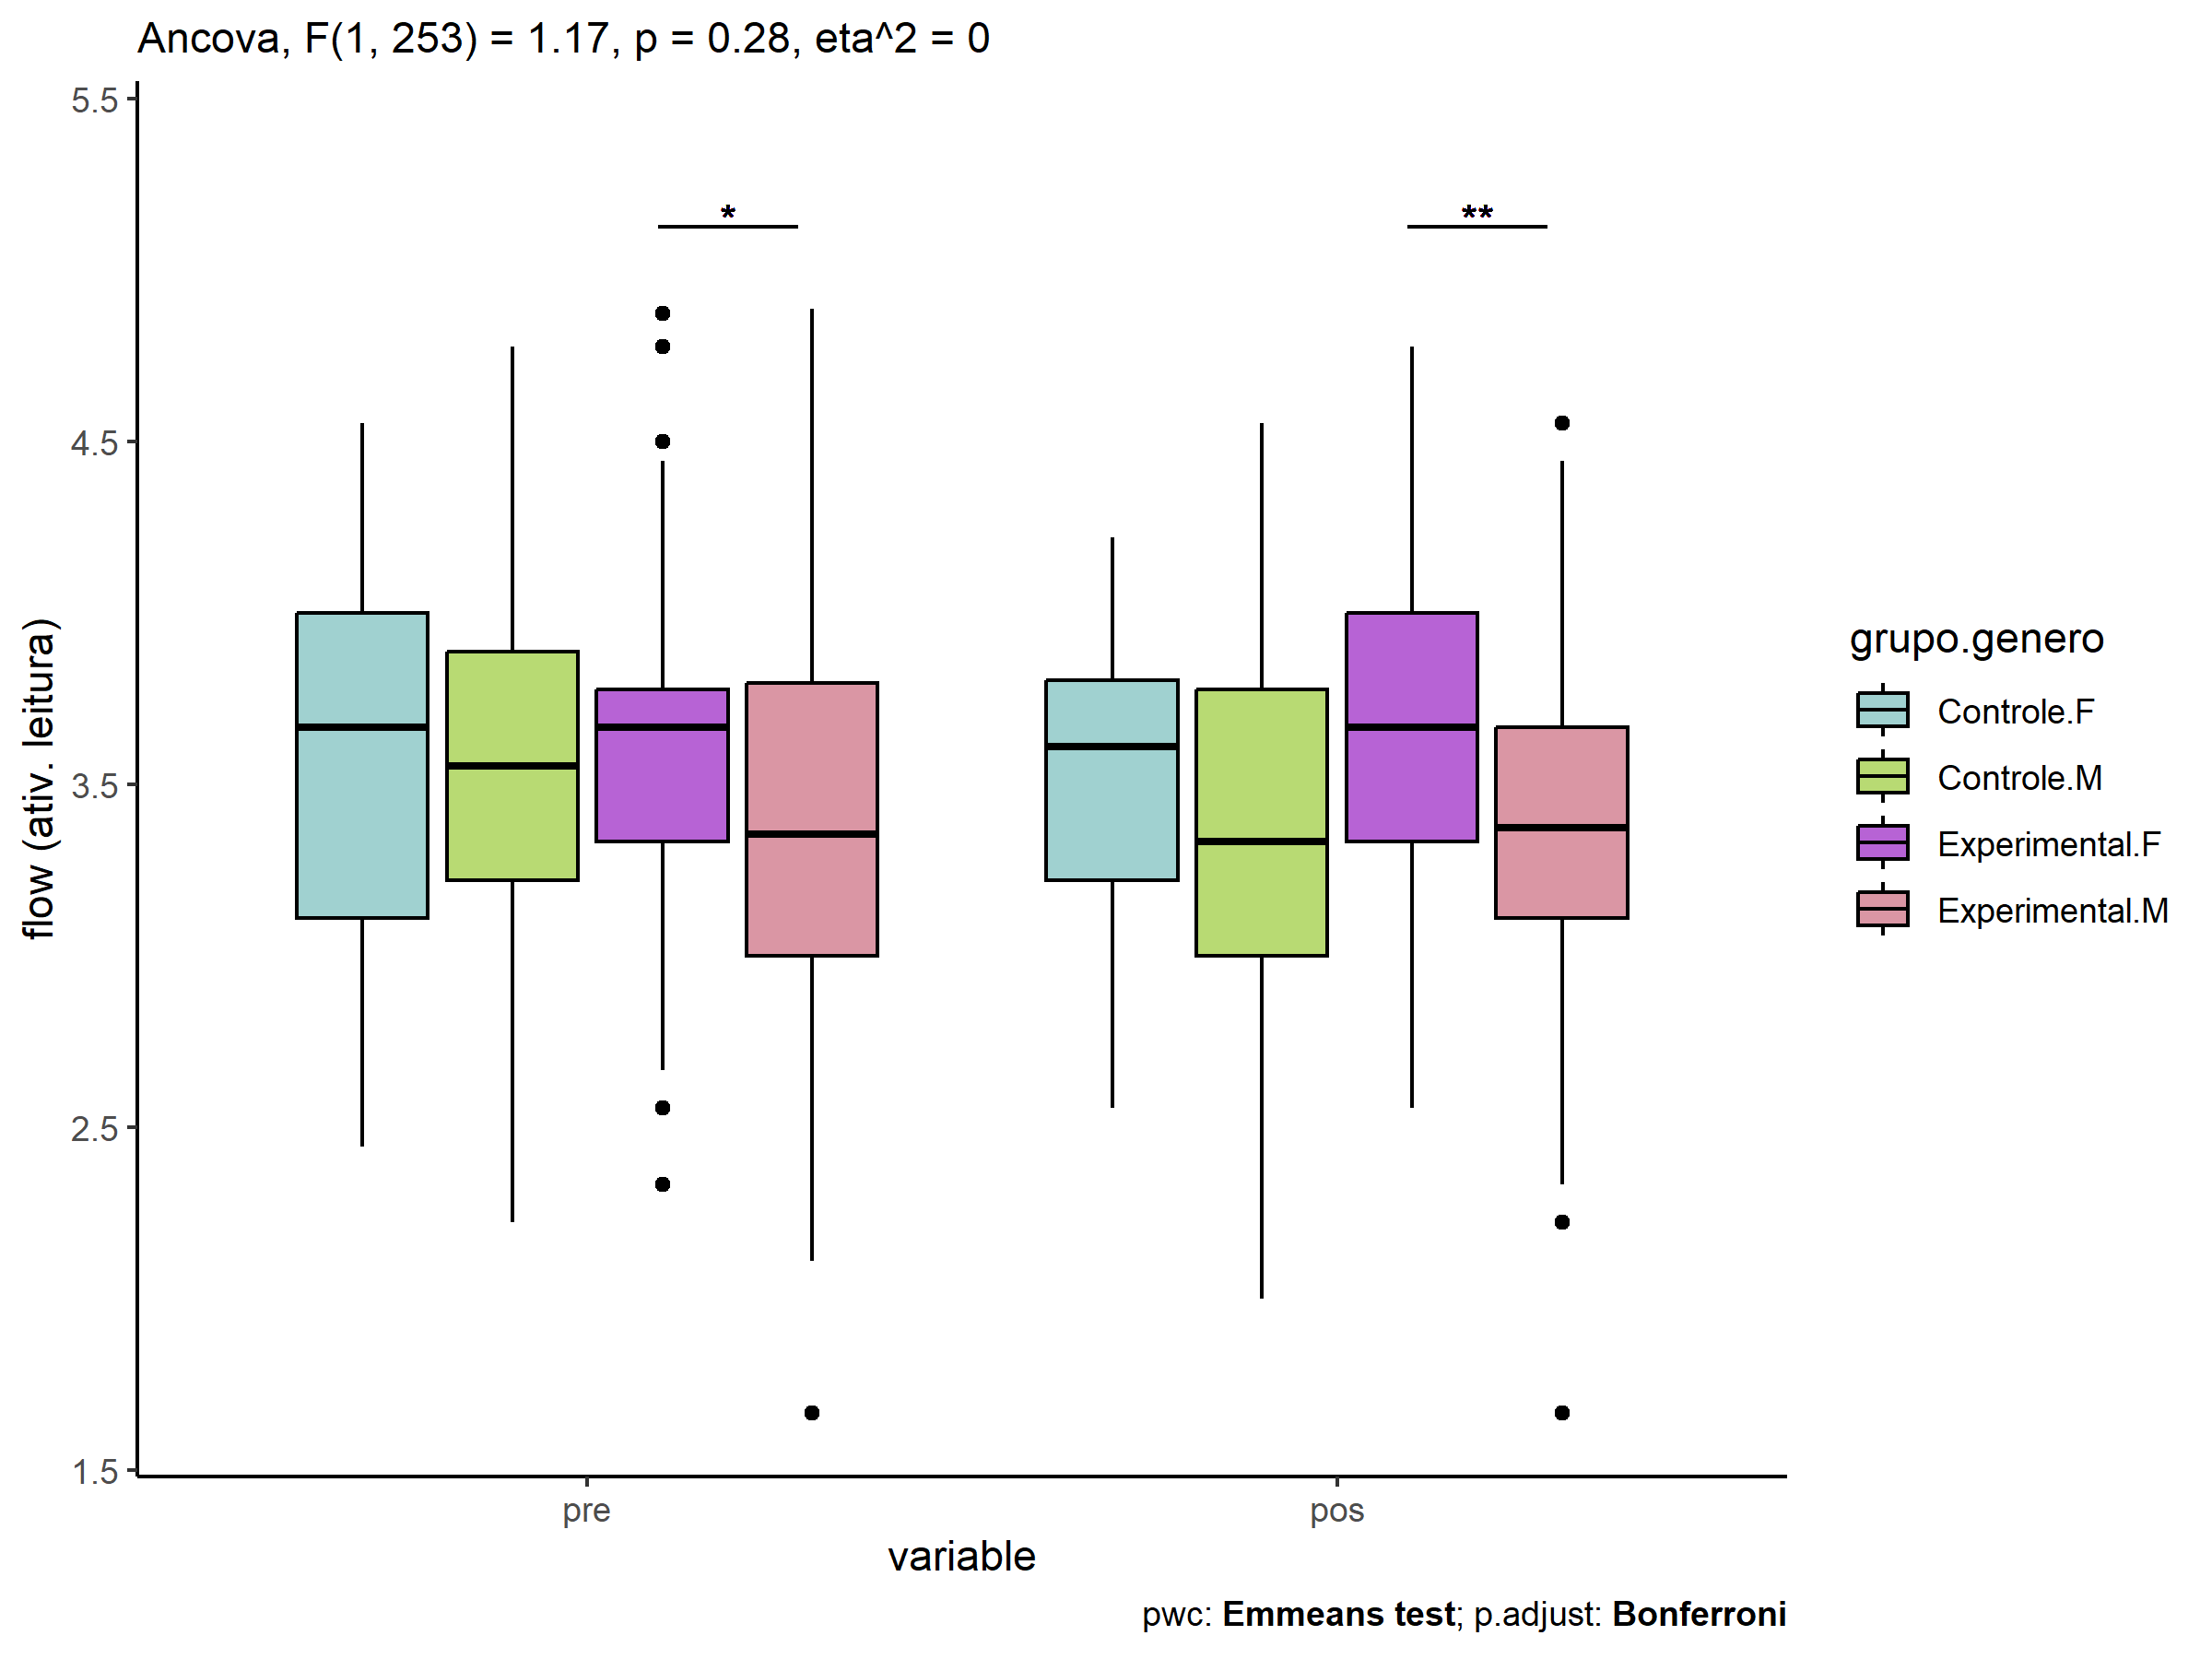 Ancova, F(1, 253) = 1.17, p = 0.28, eta^2 = 0
5.5
4.5
3.5
2.5
1.5
flow (ativ. leitura)
*
**
pre
pos
variable
grupo.genero
Controle.F
Controle.M
Experimental.F
Experimental.M
pwc: Emmeans test; p.adjust: Bonferroni